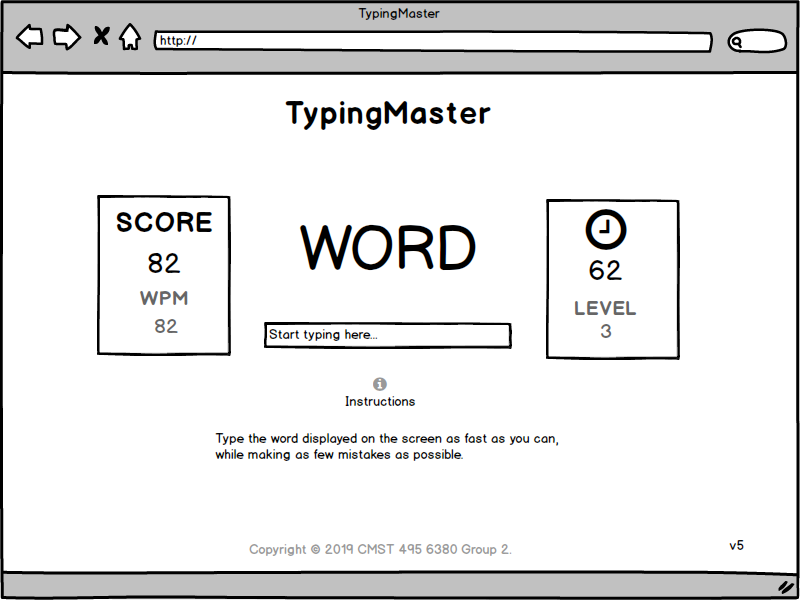 TypingMaster
http://
TypingMaster
SCORE
82
WPM
82
WORD
Start typing here...
62
LEVEL
3
i
Instructions
Type the word displayed on the screen as fast as you can,
while making as few mistakes as possible.
Copyright © 2019 CMST 495 6380 Group 2.
v5